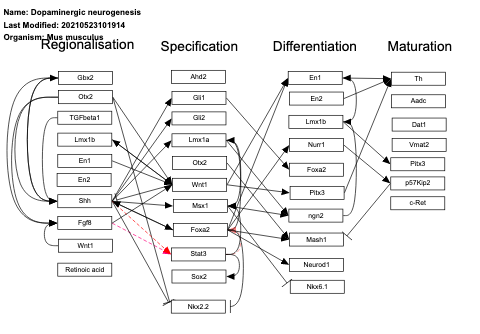 Name: Dopaminergic neurogenesis
Last Modified: 20210523101914
Organism: Mus musculus
Regionalisation
Specification
Differentiation
Maturation
Gbx2
Otx2
TGFbeta1
Lmx1b
En1
En2
Shh
Fgf8
Wnt1
Retinoic acid
Ahd2
Gli1
Gli2
Lmx1a
Otx2
Wnt1
Msx1
Foxa2
Stat3
Sox2
Nkx2.2
En1
En2
Lmx1b
Nurr1
Foxa2
Pitx3
ngn2
Mash1
Neurod1
Nkx6.1
Th
Aadc
Dat1
Vmat2
Pitx3
p57Kip2
c-Ret